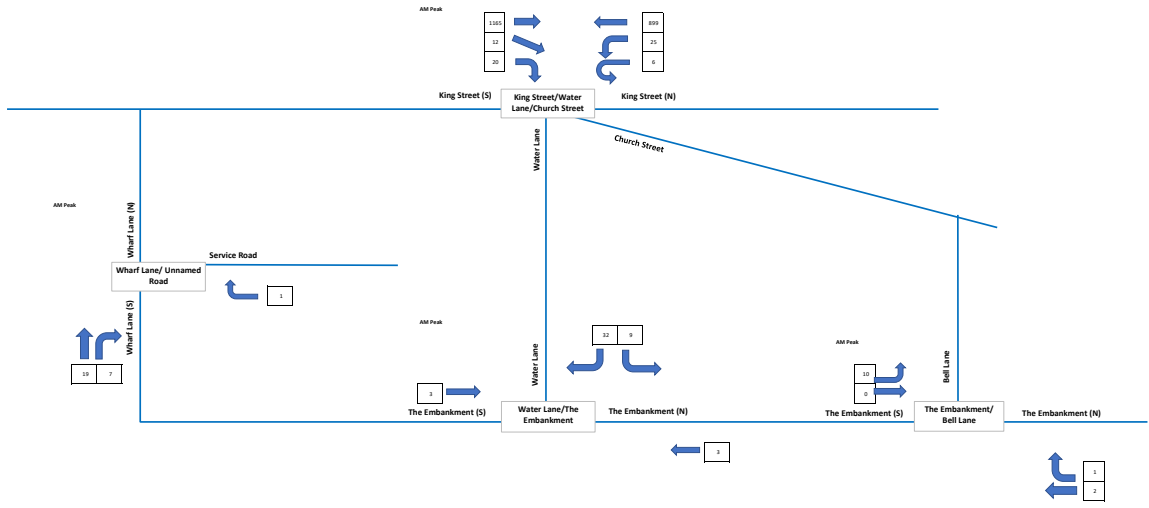 AM Peak
1165
899
12
25
20
6
King Street (S)
King Street/Water
Lane/Church Street
King Street (N)
Water Lane
Church Street
AM Peak
Wharf Lane (N)
Service Road
Wharf Lane/ Unnamed
Road
1
Wharf Lane (S)
19
7
AM Peak
32
9
Water Lane
3
The Embankment (S)
Water Lane/The
Embankment
The Embankment (N)
3
AM Peak
10
0
Bell Lane
The Embankment (S)
The Embankment/
Bell Lane
The Embankment (N)
1
2